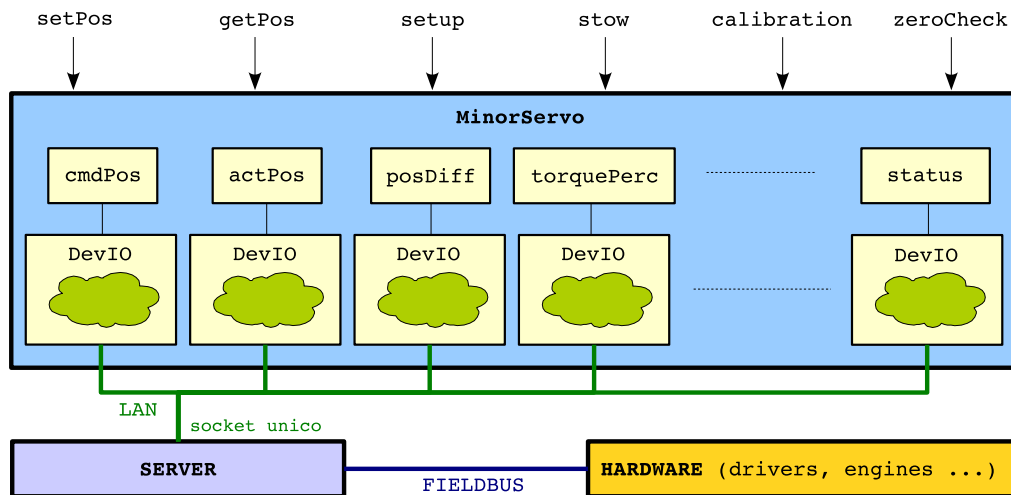 setPos getPos setup stow calibration zeroCheck
MinorServo
cmdPos actPos posDiff torquePerc status
DevIO DevIO DevIO DevIO DevIO
LAN
socket unico
SERVER HARDWARE (drivers, engines ...)
FIELDBUS